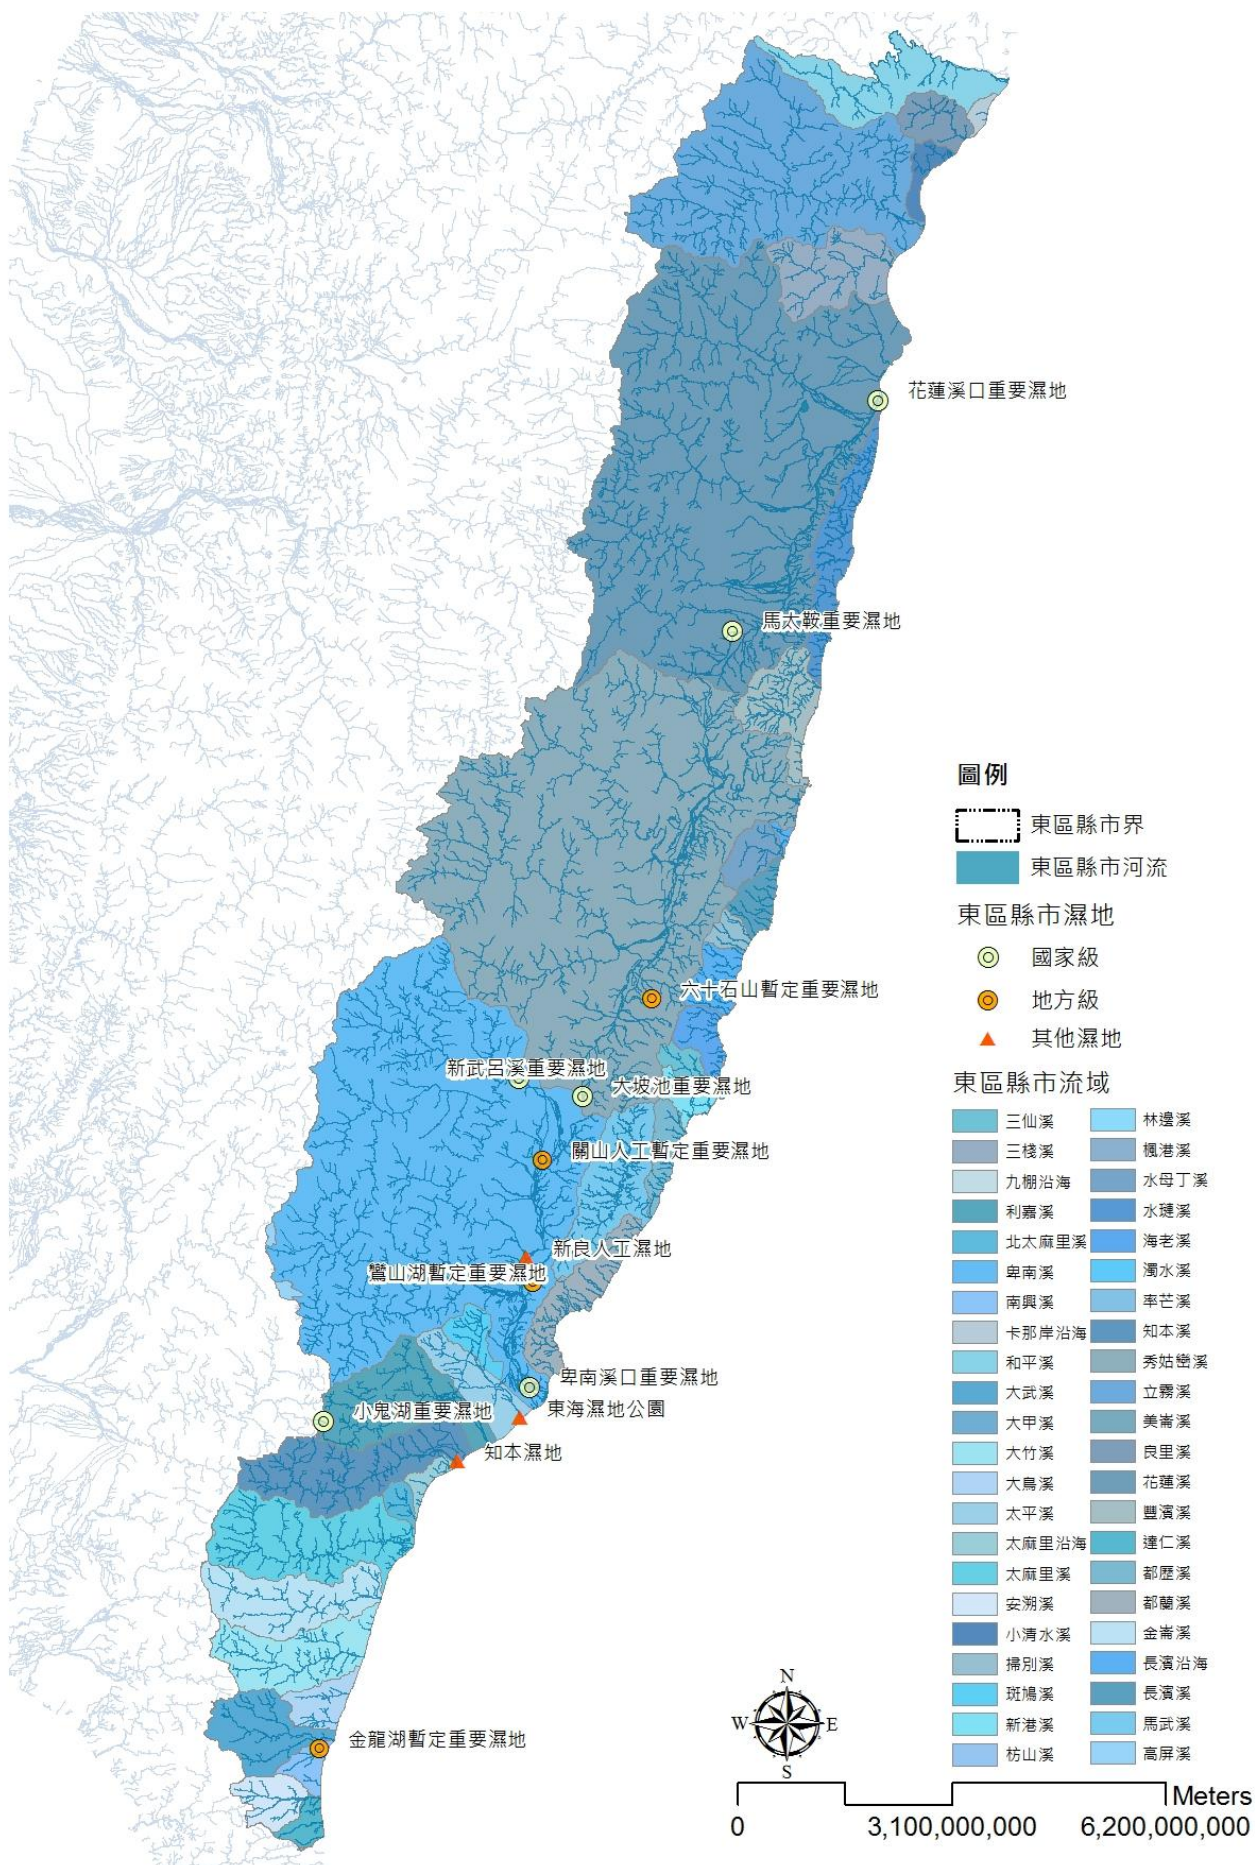 花蓮溪口重要濕地
馬太鞍重要濕地
圖例
東區縣市界
東區縣市河流
東區縣市濕地
國家級
地方級
其他濕地
六十石山暫定重要濕地
新武呂溪重要濕地
大坡池重要濕地
關山人工暫定重要濕地
新良人工濕地
鸞山湖暫定重要濕地
卑南溪口重要濕地
小鬼湖重要濕地
東海濕地公園
知本濕地
金龍湖暫定重要濕地
東區縣市流域
三仙溪 林邊溪
三棧溪 楓港溪
九棚沿海 水母丁溪
利嘉溪 水璉溪
北太麻里溪 海老溪
卑南溪 濁水溪
南興溪 率芒溪
卡那岸沿海 知本溪
和平溪 秀姑巒溪
大武溪 立霧溪
大甲溪 美崙溪
大竹溪 良里溪
大鳥溪 花蓮溪
太平溪 豐濱溪
太麻里沿海 達仁溪
太麻里溪 都歷溪
安溯溪 都蘭溪
小清水溪 金崙溪
掃別溪 長濱沿海
斑鳩溪 長濱溪
新港溪 馬武溪
枋山溪 高屏溪
N
W E
S
Meters
0 3,100,000,000 6,200,000,000